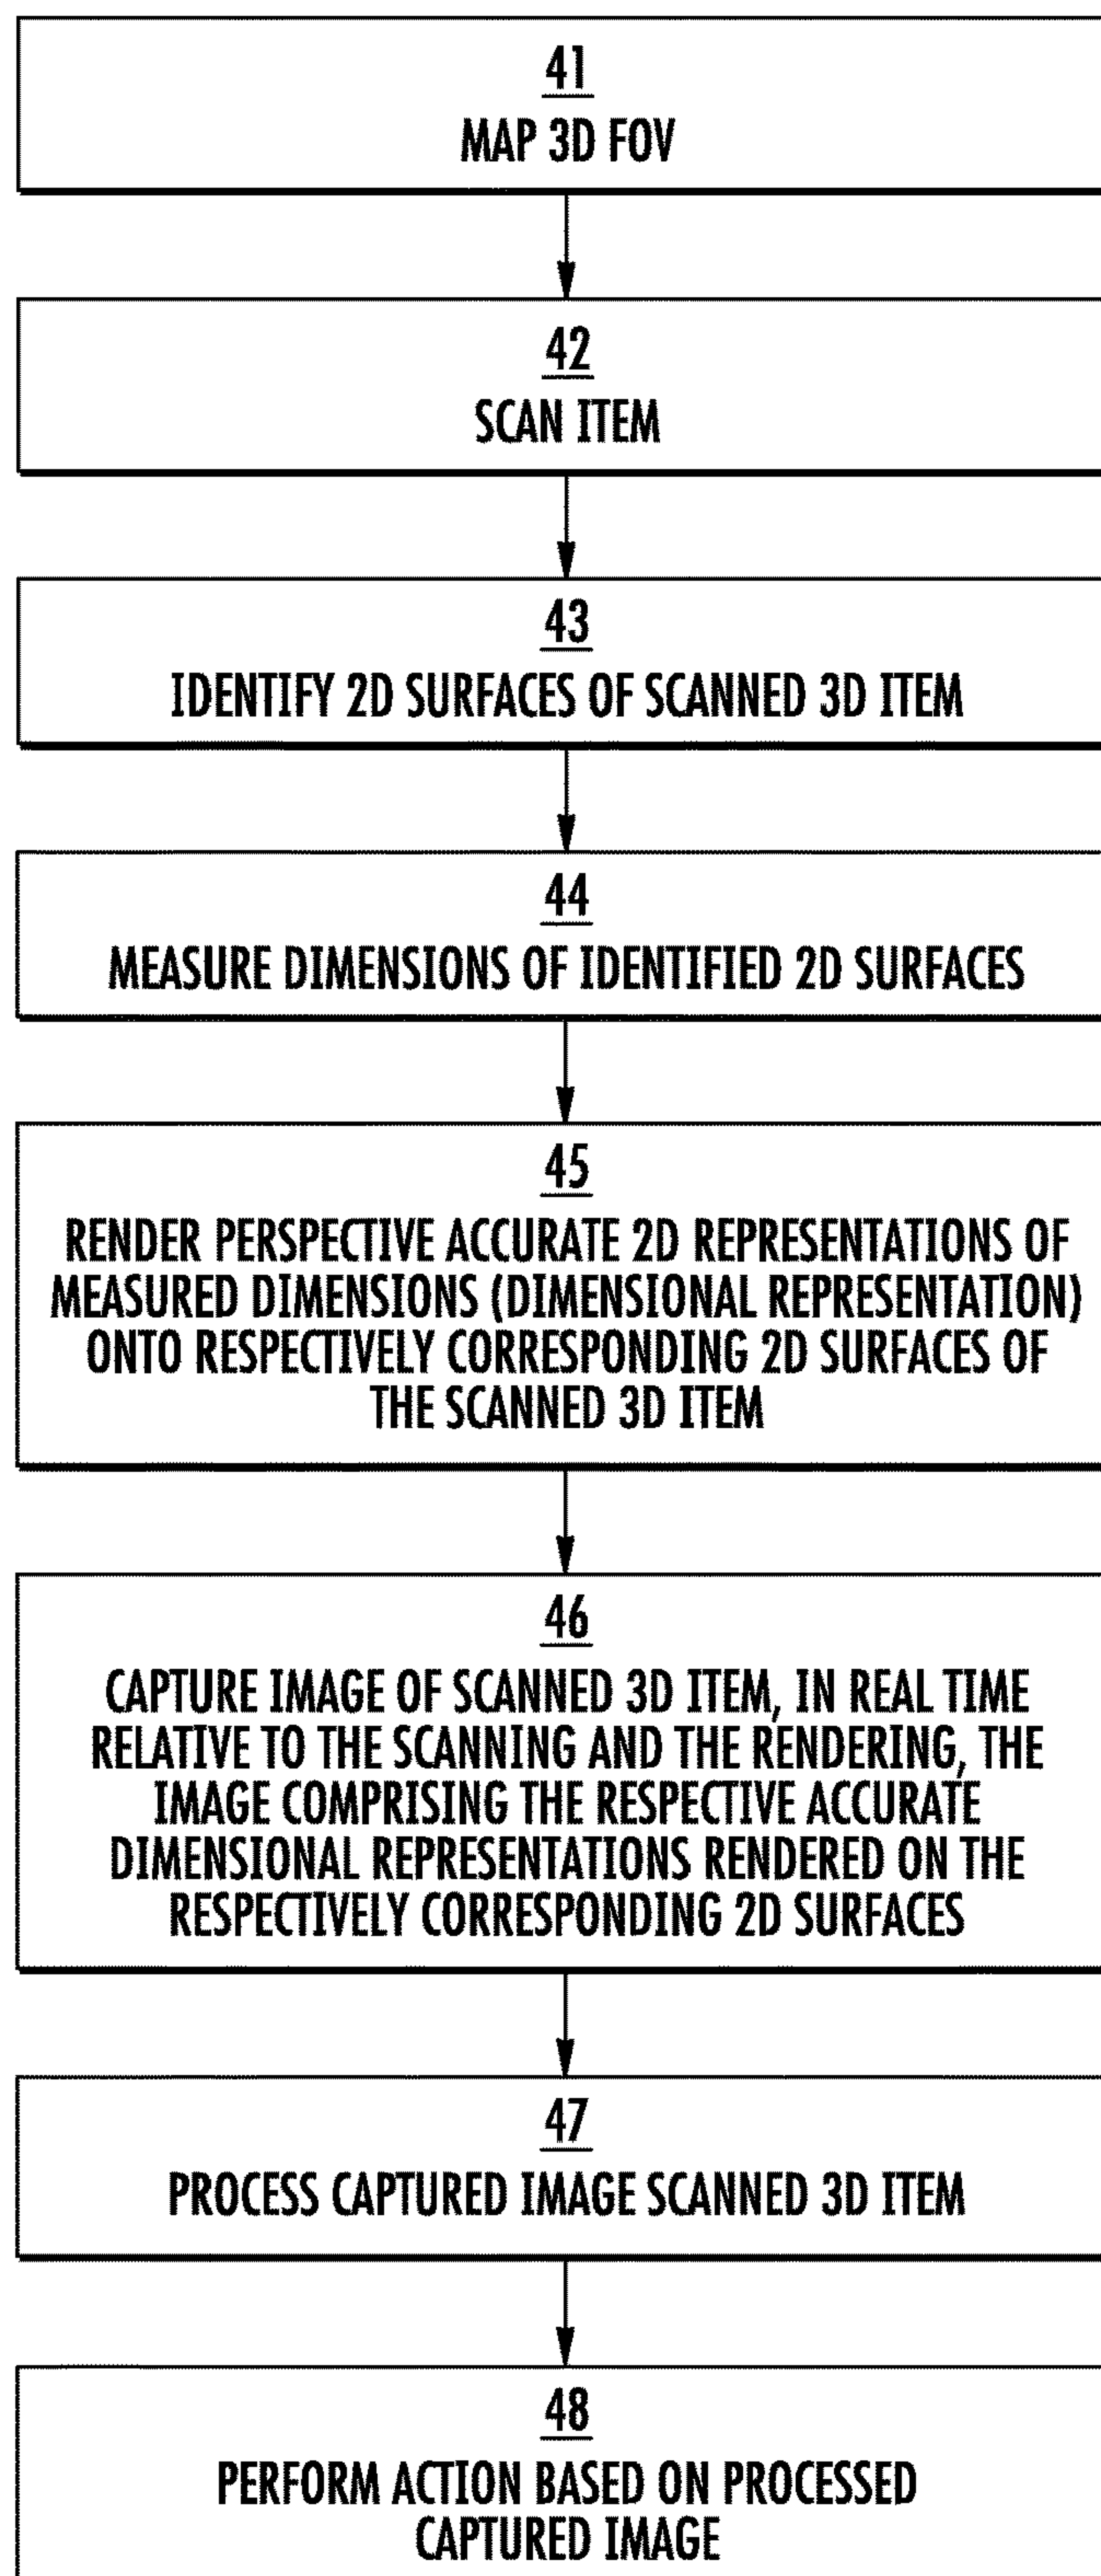 41
MAP 3D FOV
42
SCAN ITEM
43
IDENTIFY 2D SURFACES OF SCANNED 3D ITEM
44
MEASURE DIMENSIONS OF IDENTIFIED 2D SURFACES
45
RENDER PERSPECTIVE ACCURATE 2D REPRESENTATIONS OF
MEASURED DIMENSIONS (DIMENSIONAL REPRESENTATION)
ONTO RESPECTIVELY CORRESPONDING 2D SURFACES OF
THE SCANNED 3D ITEM
46
CAPTURE IMAGE OF SCANNED 3D ITEM, IN REAL TIME
RELATIVE TO THE SCANNING AND THE RENDERING, THE
IMAGE COMPRISING THE RESPECTIVE ACCURATE
DIMENSIONAL REPRESENTATIONS RENDERED ON THE
RESPECTIVELY CORRESPONDING 2D SURFACES
47
PROCESS CAPTURED IMAGE SCANNED 3D ITEM
48
PERFORM ACTION BASED ON PROCESSED
CAPTURED IMAGE